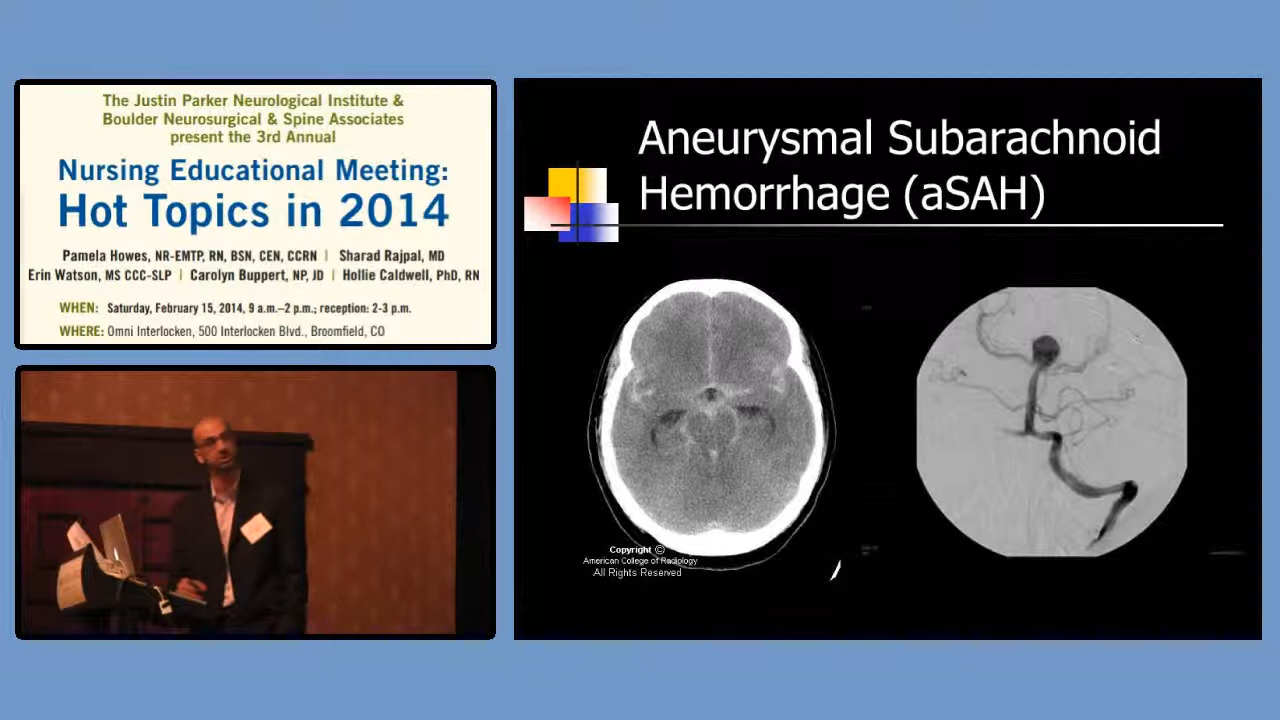 The Justin Parker Neurological Institute &
Boulder Neurosurgical & Spine Associates
present the 3rd Annual
Nursing Educational Meeting:
Hot Topics in 2014
Pamela Howes, NR-EMTP, RN, BSN, CEN, CCRN | Sharad Rajpal, MD
Erin Watson, MS CCC-SLP | Carolyn Buppert, NP, JD | Hollie Caldwell, PhD, RN
WHEN: Saturday, February 15, 2014, 9 a.m.–2 p.m.; reception: 2-3 p.m.
WHERE: Omni Interlocken, 500 Interlocken Blvd., Broomfield, CO
Aneurysmal Subarachnoid
Hemorrhage (aSAH)
Copyright ©
American College of Radiology
All Rights Reserved